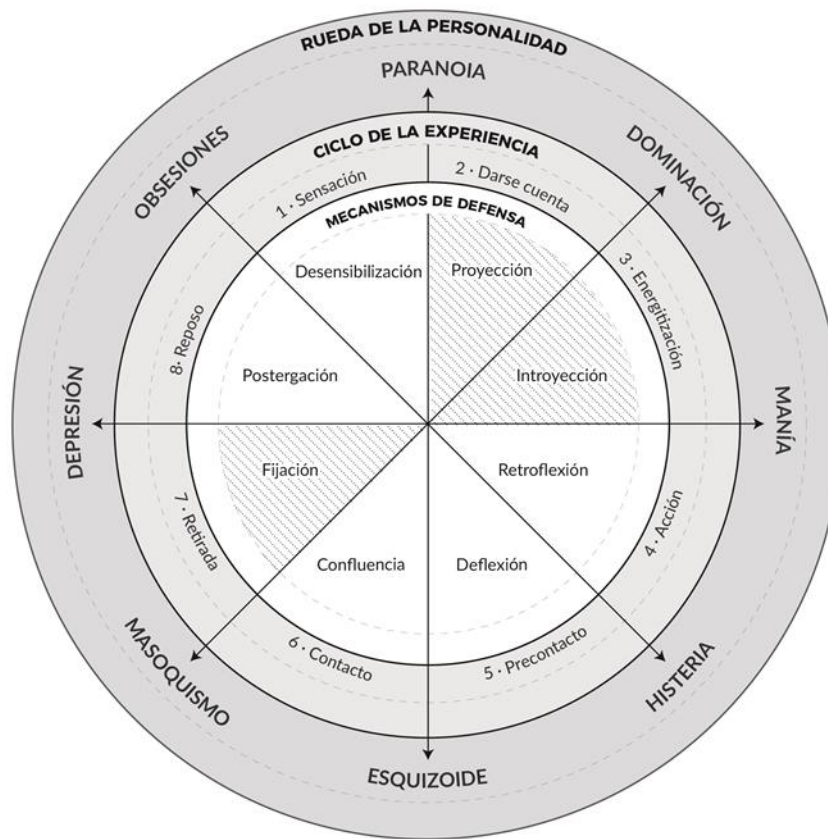 RUEDA DE LA PERSONALIDAD
PARANOIA
DOMINACIÓN
MANÍA
HISTERIA
ESQUIZOIDE
MASOQUISMO
DEPRESIÓN
OBSESIONES
CICLO DE LA EXPERIENCIA
1 · Sensación
2 · Darse cuenta
3 · Energitización
4 · Acción
5 · Precontacto
6 · Contacto
7 · Retirada
8 · Reposo
MECANISMOS DE DEFENSA
Desensibilización
Proyección
Introyección
Retroflexión
Deflexión
Confluencia
Fijación
Postergación